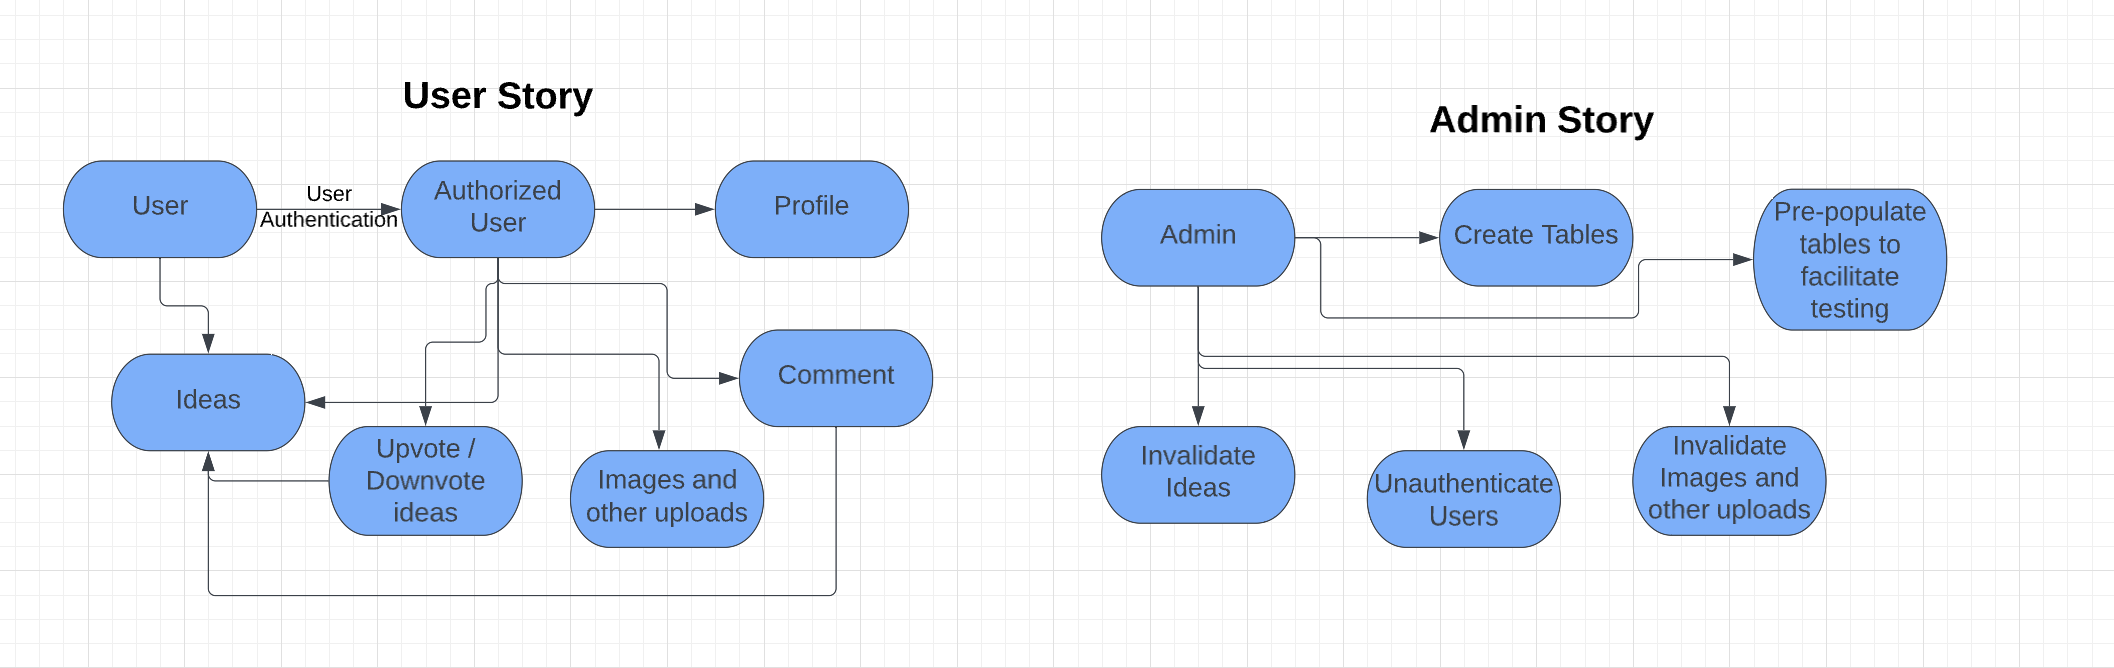 User Story
User
User
Authentication
Authorized
User
Profile
Ideas
Comment
Upvote /
Downvote
ideas
Images and
other uploads
Admin Story
Admin
Create Tables
Pre-populate
tables to
facilitate
testing
Invalidate
Ideas
Unauthenticate
Users
Invalidate
Images and
other uploads